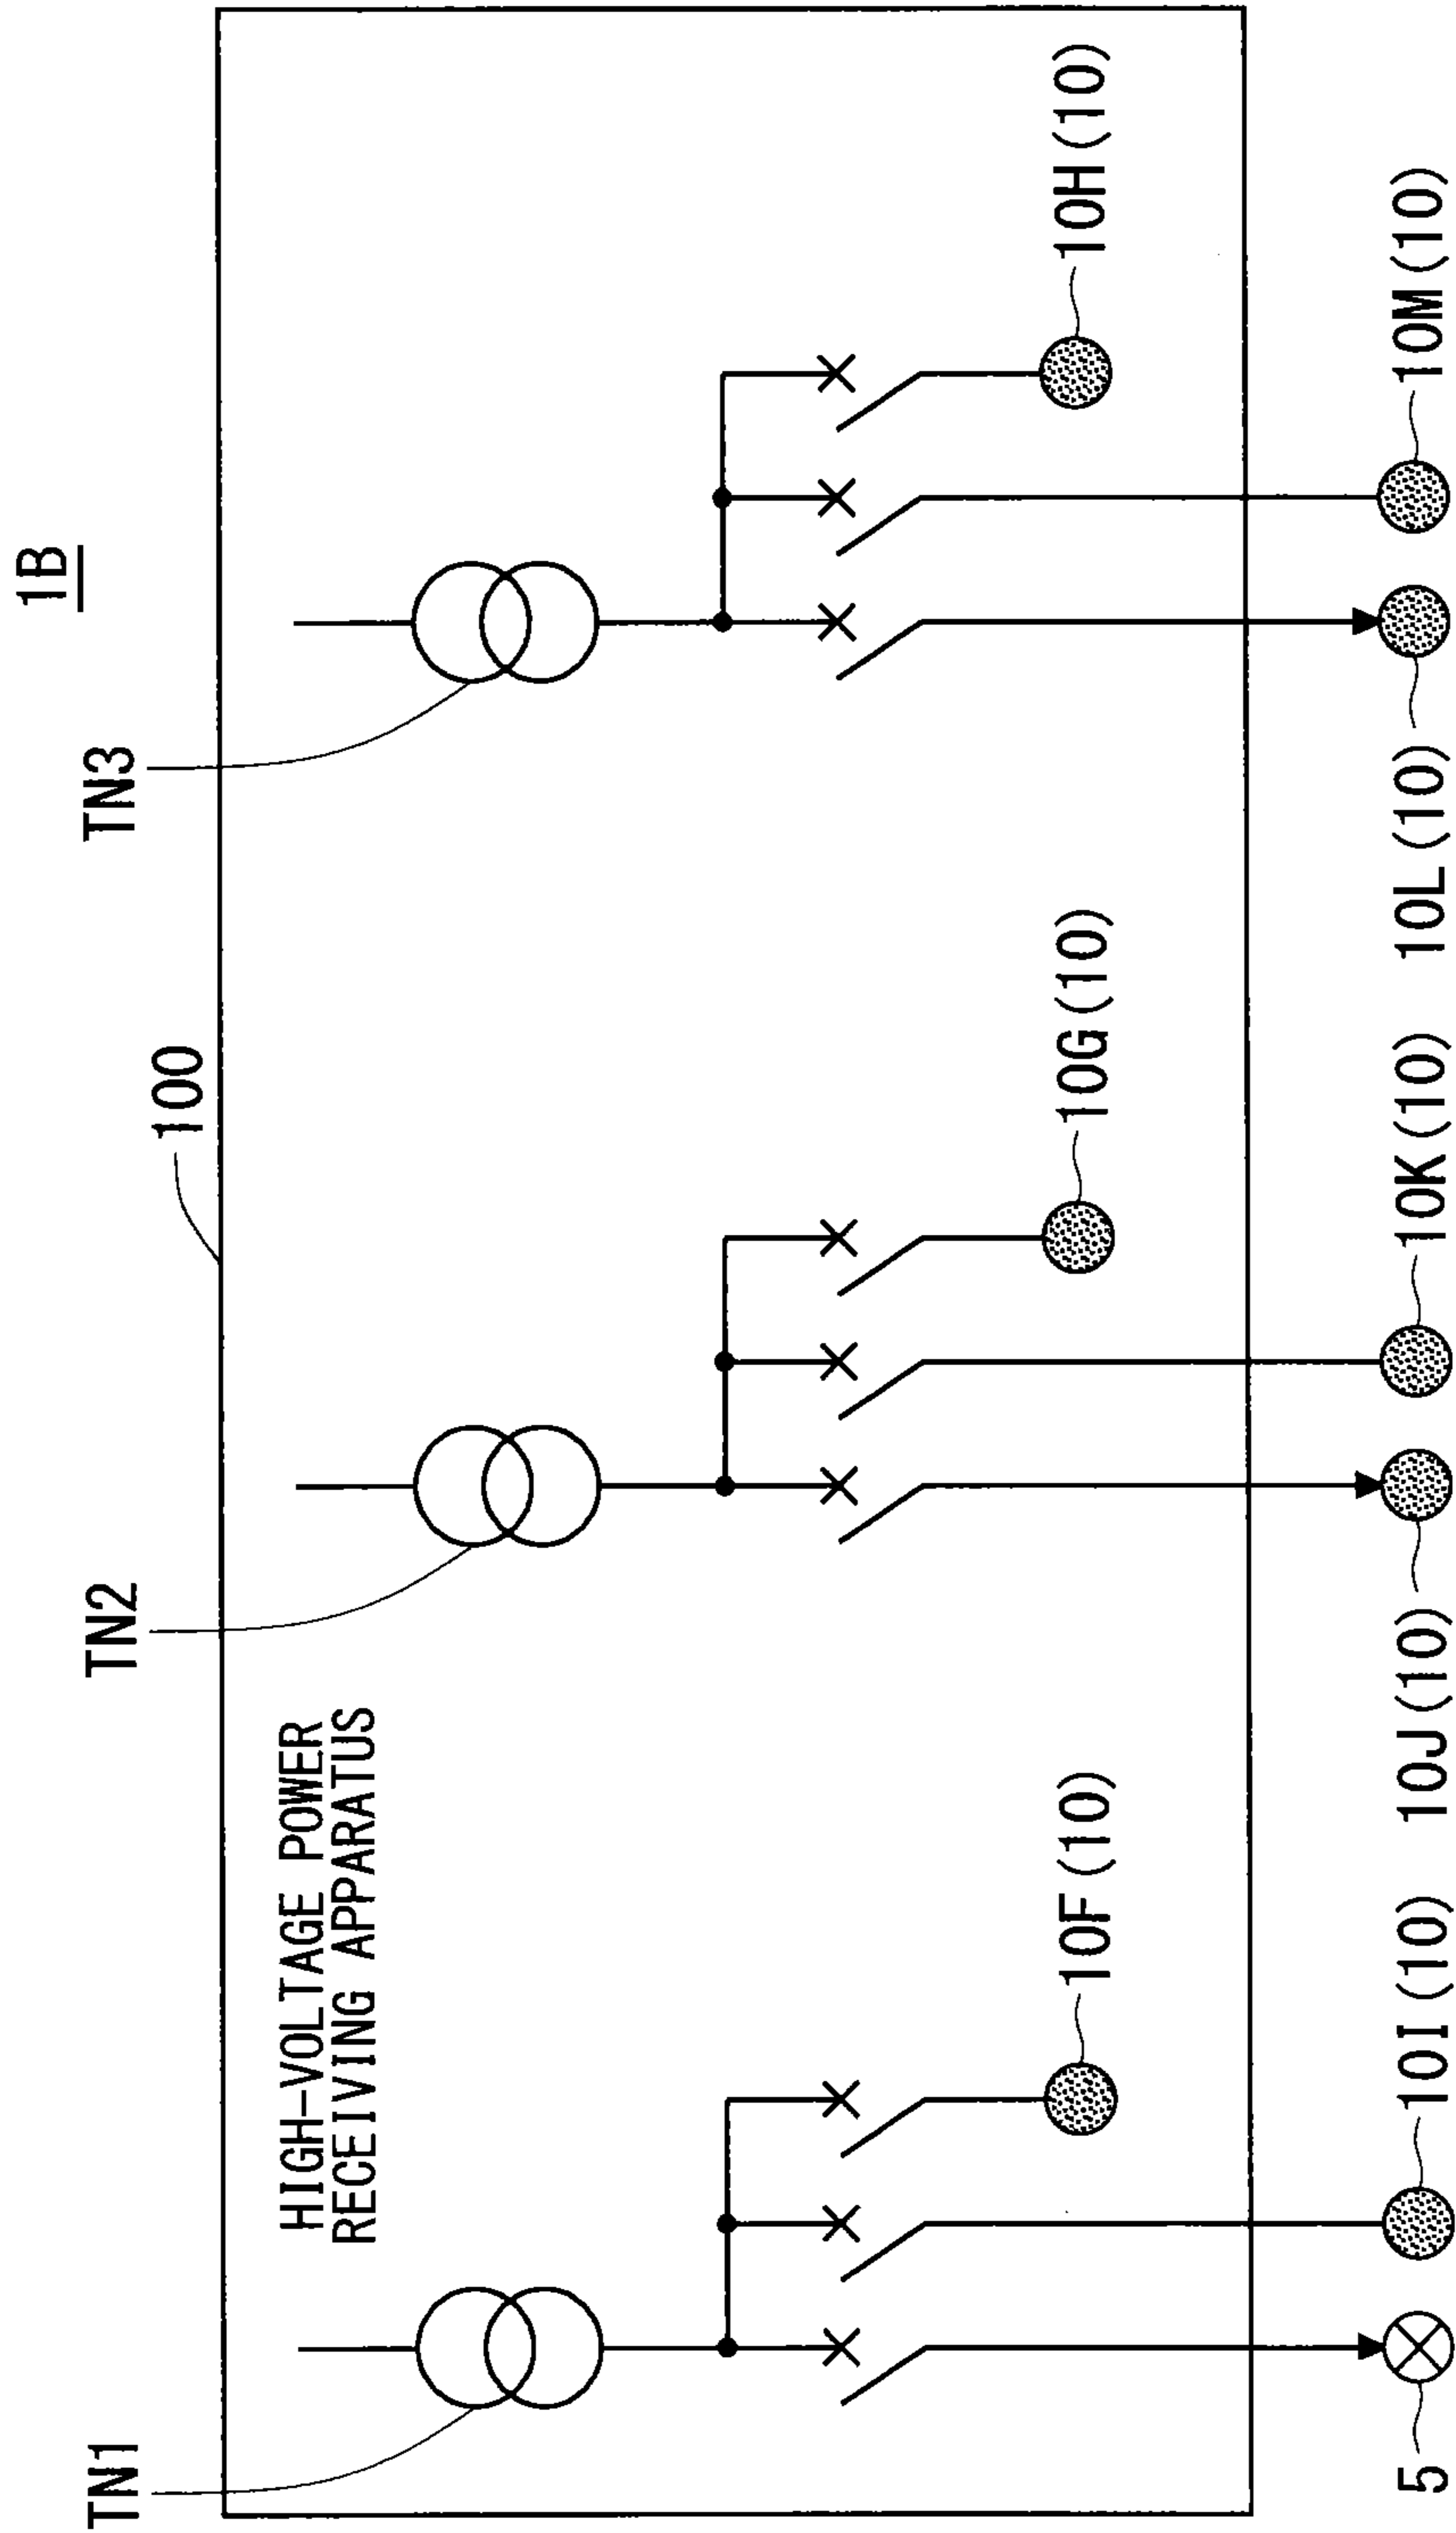 1B
100
TN1
TN2
TN3
HIGH-VOLTAGE POWER
RECEIVING APPARATUS
10F(10)
10G(10)
10H(10)
5
10I(10)
10J(10)
10K(10)
10L(10)
10M(10)